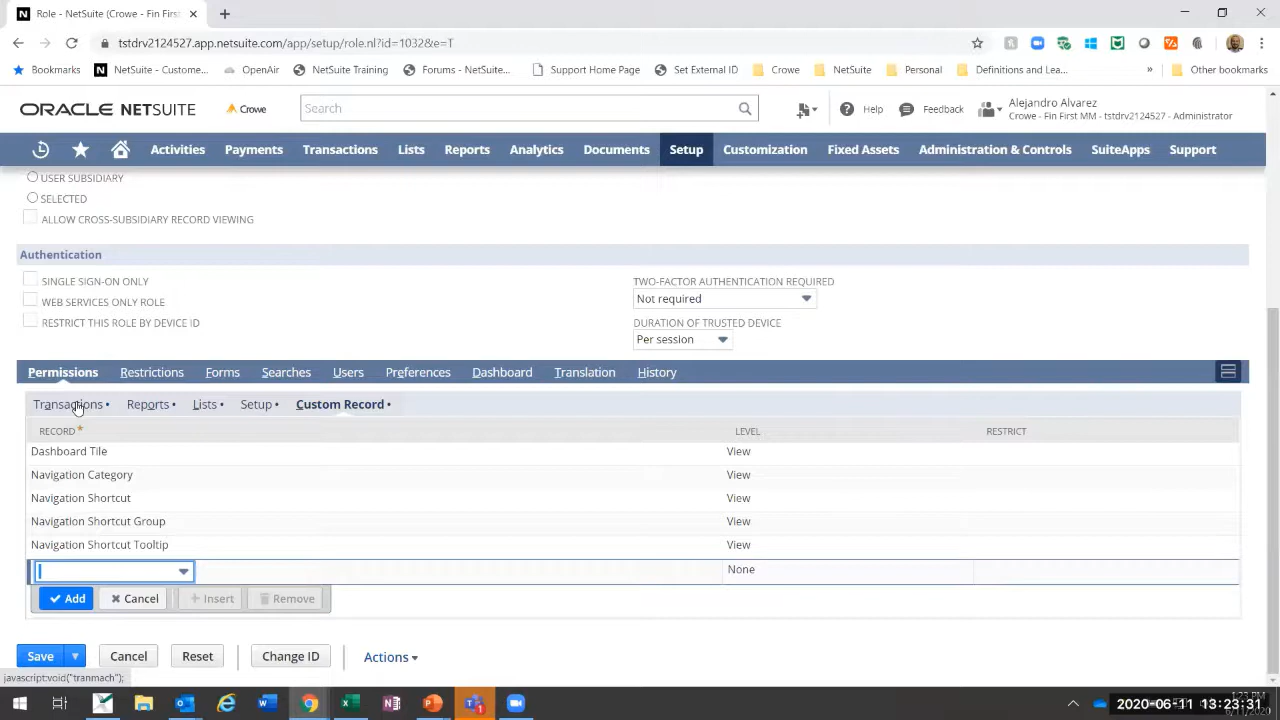 Role - NetSuite (Crowe - Fin First
tstdrv2124527.app.netsuite.com/app/setup/role.nl?id=1032&e=T
Bookmarks NetSuite - Custome... OpenAir NetSuite Training Forums - NetSuite... Support Home Page Set External ID Crowe NetSuite Personal Definitions and Lea... » Other bookmarks
ORACLE NETSUITE Crowe Search Help Feedback Alejandro Alvarez
Crowe - Fin First MM - tstdrv2124527 - Administrator
Activities Payments Transactions Lists Reports Analytics Documents Setup Customization Fixed Assets Administration & Controls SuiteApps Support
USER SUBSIDIARY
SELECTED
ALLOW CROSS-SUBSIDIARY RECORD VIEWING
Authentication
SINGLE SIGN-ON ONLY TWO-FACTOR AUTHENTICATION REQUIRED
WEB SERVICES ONLY ROLE Not required
RESTRICT THIS ROLE BY DEVICE ID DURATION OF TRUSTED DEVICE
Per session
Permissions Restrictions Forms Searches Users Preferences Dashboard Translation History
Transactions • Reports • Lists • Setup • Custom Record •
RECORD * LEVEL RESTRICT
Dashboard Tile View
Navigation Category View
Navigation Shortcut View
Navigation Shortcut Group View
Navigation Shortcut Tooltip View
None
Add Cancel Insert Remove
Save Cancel Reset Change ID Actions
javascript:void("tranmach");
2020-06-11 13:23:31